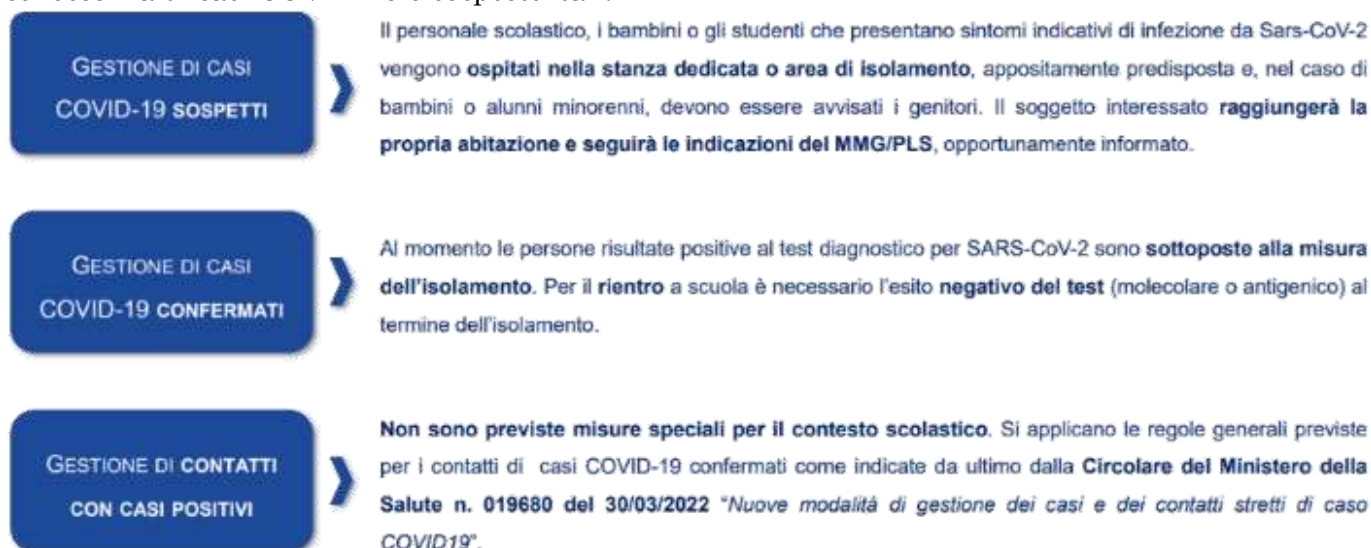 GESTIONE DI CASI
COVID-19 SOSPETTI
Il personale scolastico, i bambini o gli studenti che presentano sintomi indicativi di infezione da Sars-CoV-2
vengono ospitati nella stanza dedicata o area di isolamento, appositamente predisposta e, nel caso di
bambini o alunni minorenni, devono essere avvisati i genitori. Il soggetto interessato raggiungerà la
propria abitazione e seguirà le indicazioni del MMG/PLS, opportunamente informato.
GESTIONE DI CASI
COVID-19 CONFERMATI
Al momento le persone risultate positive al test diagnostico per SARS-CoV-2 sono sottoposte alla misura
dell'isolamento. Per il rientro a scuola è necessario l'esito negativo del test (molecolare o antigenico) al
termine dell'isolamento.
GESTIONE DI CONTATTI
CON CASI POSITIVI
Non sono previste misure speciali per il contesto scolastico. Si applicano le regole generali previste
per i contatti di casi COVID-19 confermati come indicate da ultimo dalla Circolare del Ministero della
Salute n. 019680 del 30/03/2022 "Nuove modalità di gestione dei casi e dei contatti stretti di caso
COVID19".